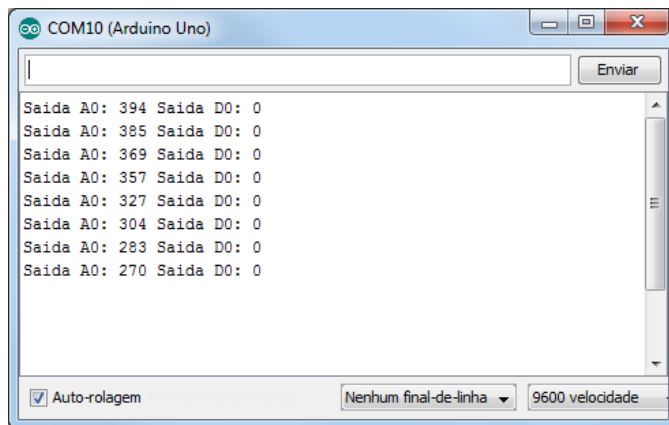 COM10 (Arduino Uno)
Enviar
Saida A0: 394 Saida D0: 0
Saida A0: 385 Saida D0: 0
Saida A0: 369 Saida D0: 0
Saida A0: 357 Saida D0: 0
Saida A0: 327 Saida D0: 0
Saida A0: 304 Saida D0: 0
Saida A0: 283 Saida D0: 0
Saida A0: 270 Saida D0: 0
Auto-rolagem Nenhum final-de-linha 9600 velocidade